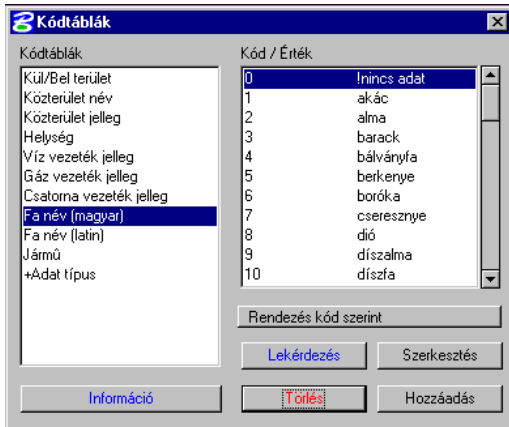 Kódtáblák
Kódtáblák
Kül/Bel terület
Közterület név
Közterület jelleg
Helység
Víz vezeték jelleg
Gáz vezeték jelleg
Csatorna vezeték jelleg
Fa név (magyar)
Fa név (latin)
Jármû
+Adat típus
Kód / Érték
0 !nincs adat
1 akác
2 alma
3 barack
4 bálványfa
5 berkenye
6 boróka
7 cseresznye
8 dió
9 díszalma
10 díszfa
Rendezés kód szerint
Lekérdezés Szerkesztés
Információ Törlés Hozzáadás